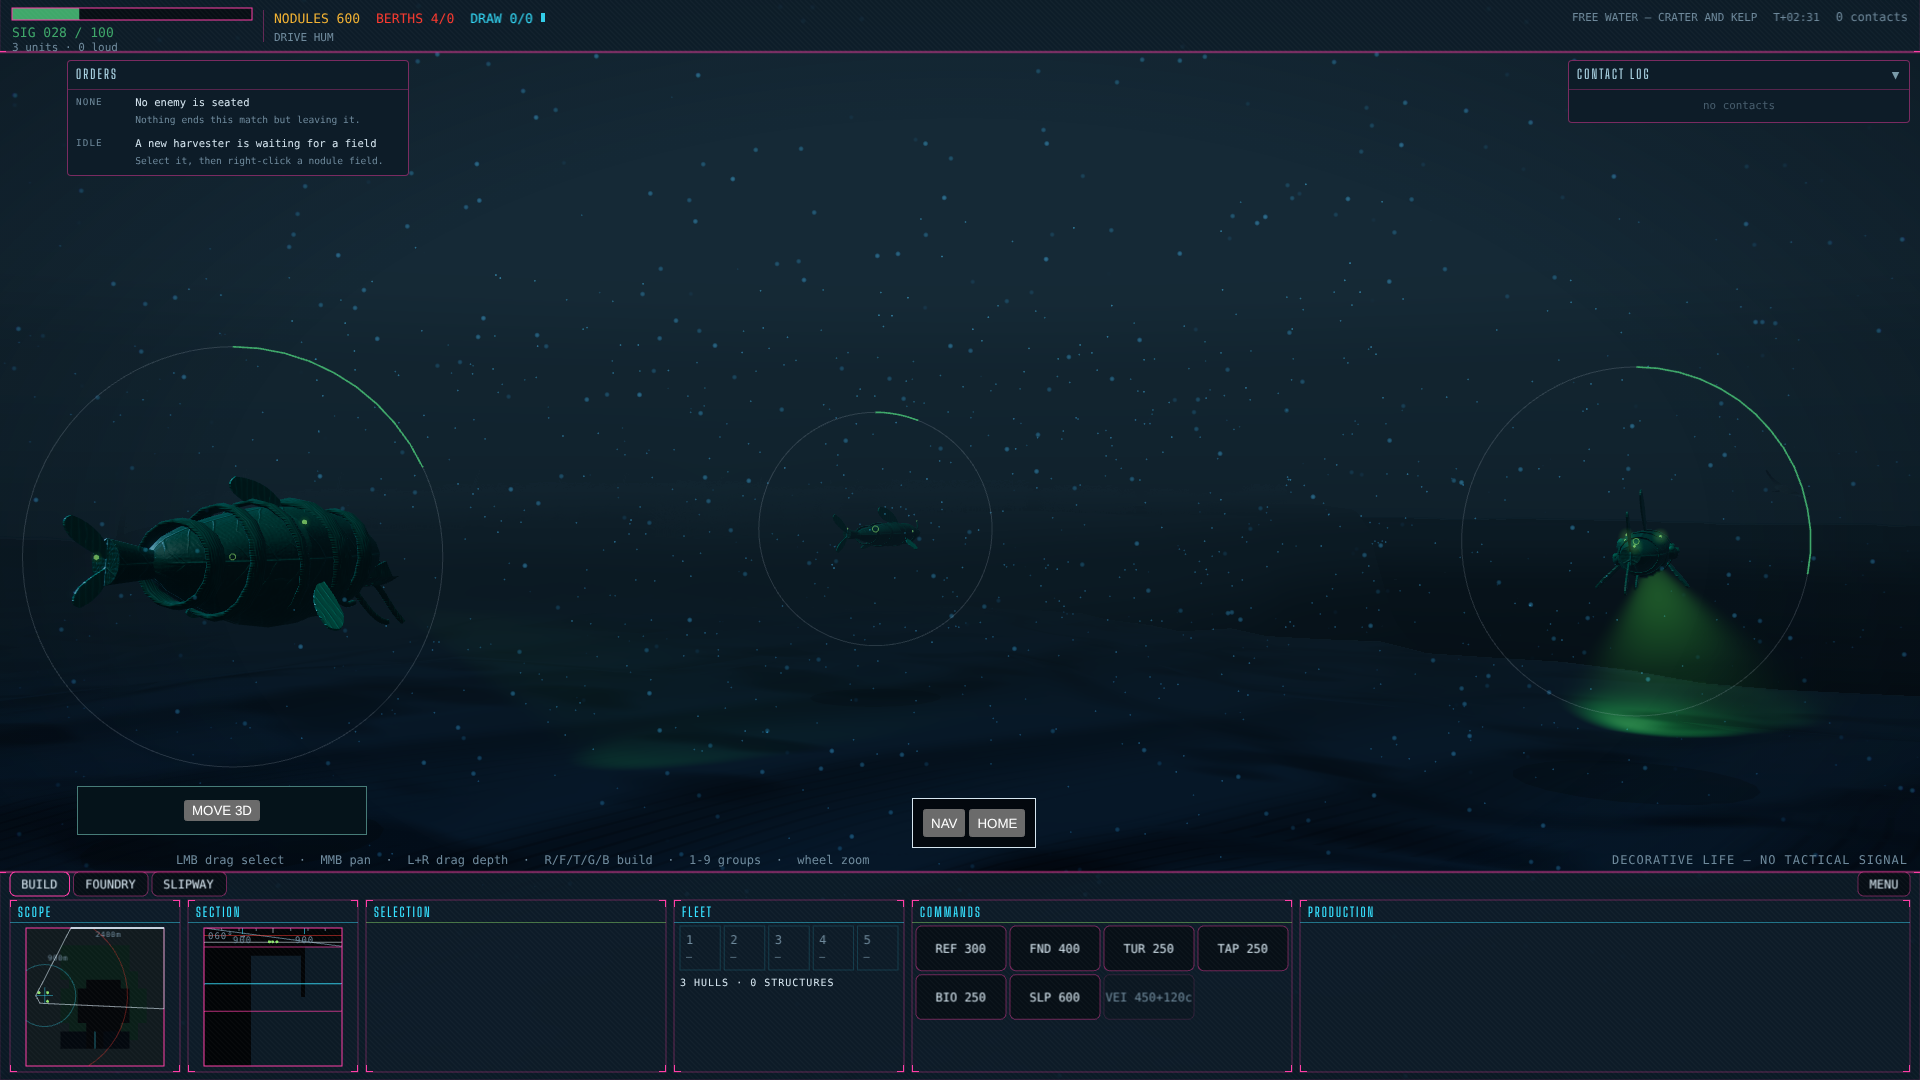 SIG 028 / 100
3 units · 0 loud
NODULES 600 BERTHS 4/0 DRAW 0/0
DRIVE HUM
FREE WATER — CRATER AND KELP T+02:31 0 contacts
ORDERS
NONE No enemy is seated
Nothing ends this match but leaving it.
IDLE A new harvester is waiting for a field
Select it, then right-click a nodule field.
CONTACT LOG ▼
no contacts
MOVE 3D
NAV HOME
LMB drag select · MMB pan · L+R drag depth · R/F/T/G/B build · 1-9 groups · wheel zoom
DECORATIVE LIFE — NO TACTICAL SIGNAL
BUILD FOUNDRY SLIPWAY MENU
SCOPE
2400m
900m
SECTION
060°
900 900
SELECTION
FLEET
1 2 3 4 5
— — — — —
3 HULLS · 0 STRUCTURES
COMMANDS
REF 300 FND 400 TUR 250 TAP 250
BIO 250 SLP 600 VEI 450+120c
PRODUCTION